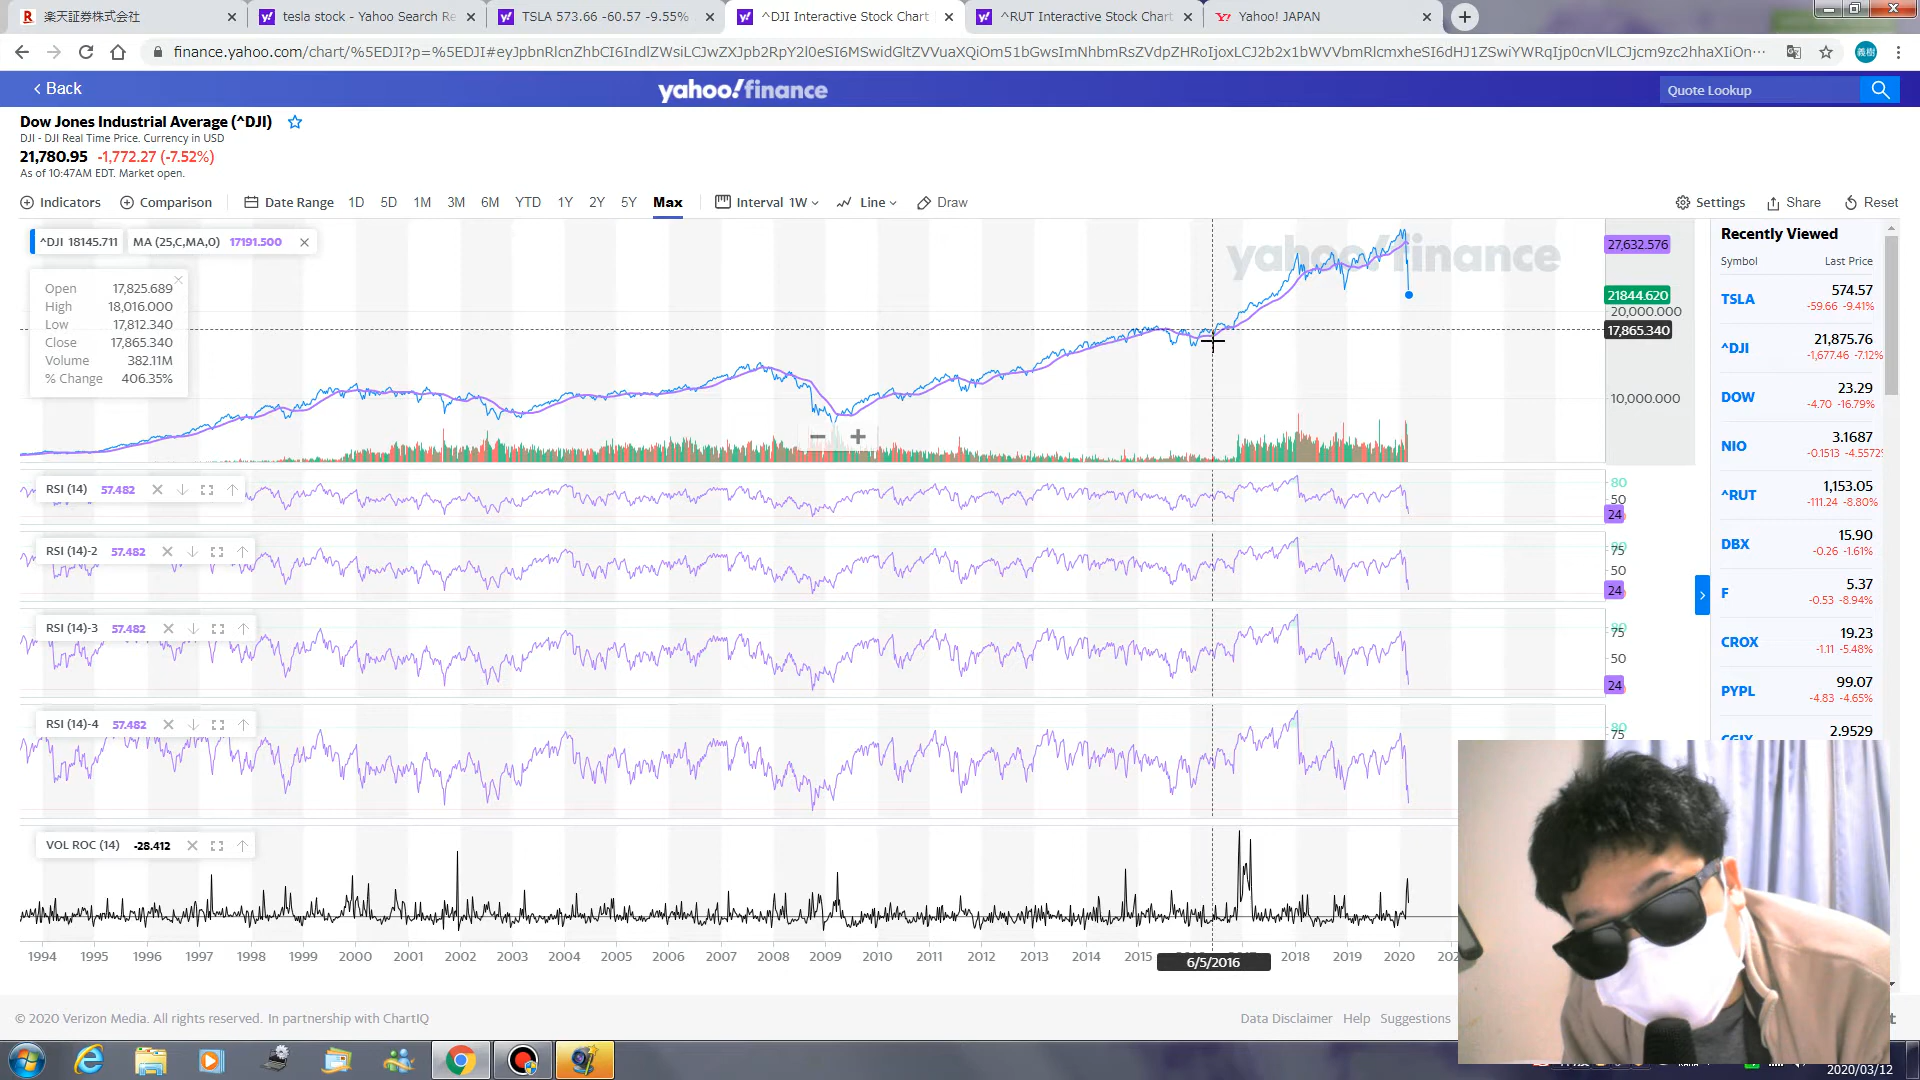 楽天証券株式会社
tesla stock - Yahoo Search Re
TSLA 573.66 -60.57 -9.55%
^DJI Interactive Stock Chart
^RUT Interactive Stock Chart
Yahoo! JAPAN
Back
yahoo!finance
Quote Lookup
Dow Jones Industrial Average (^DJI)
DJI - DJI Real Time Price. Currency in USD
21,780.95 -1,772.27 (-7.52%)
As of 10:47AM EDT. Market open.
Indicators
Comparison
Date Range
1D 5D 1M 3M 6M YTD 1Y 2Y 5Y Max
Interval 1W
Line
Draw
Settings
Share
Reset
^DJI 18145.711
MA (25,C,MA,0) 17191.500
Open 17,825.689
High 18,016.000
Low 17,812.340
Close 17,865.340
Volume 382.11M
% Change 406.35%
yahoo!finance
27,632.576
21844.620
20,000.000
17,865.340
10,000.000
RSI (14) 57.482
80
50
24
RSI (14)-2 57.482
80
75
50
24
RSI (14)-3 57.482
80
75
50
24
RSI (14)-4 57.482
80
75
VOL ROC (14) -28.412
1994 1995 1996 1997 1998 1999 2000 2001 2002 2003 2004 2005 2006 2007 2008 2009 2010 2011 2012 2013 2014 2015
6/5/2016
2018 2019 2020
Recently Viewed
Symbol Last Price
TSLA 574.57
-59.66 -9.41%
^DJI 21,875.76
-1,677.46 -7.12%
DOW 23.29
-4.70 -16.79%
NIO 3.1687
-0.1513 -4.5572%
^RUT 1,153.05
-111.24 -8.80%
DBX 15.90
-0.26 -1.61%
F 5.37
-0.53 -8.94%
CROX 19.23
-1.11 -5.48%
PYPL 99.07
-4.83 -4.65%
2.9529
© 2020 Verizon Media. All rights reserved. In partnership with ChartIQ
Data Disclaimer Help Suggestions
2020/03/12